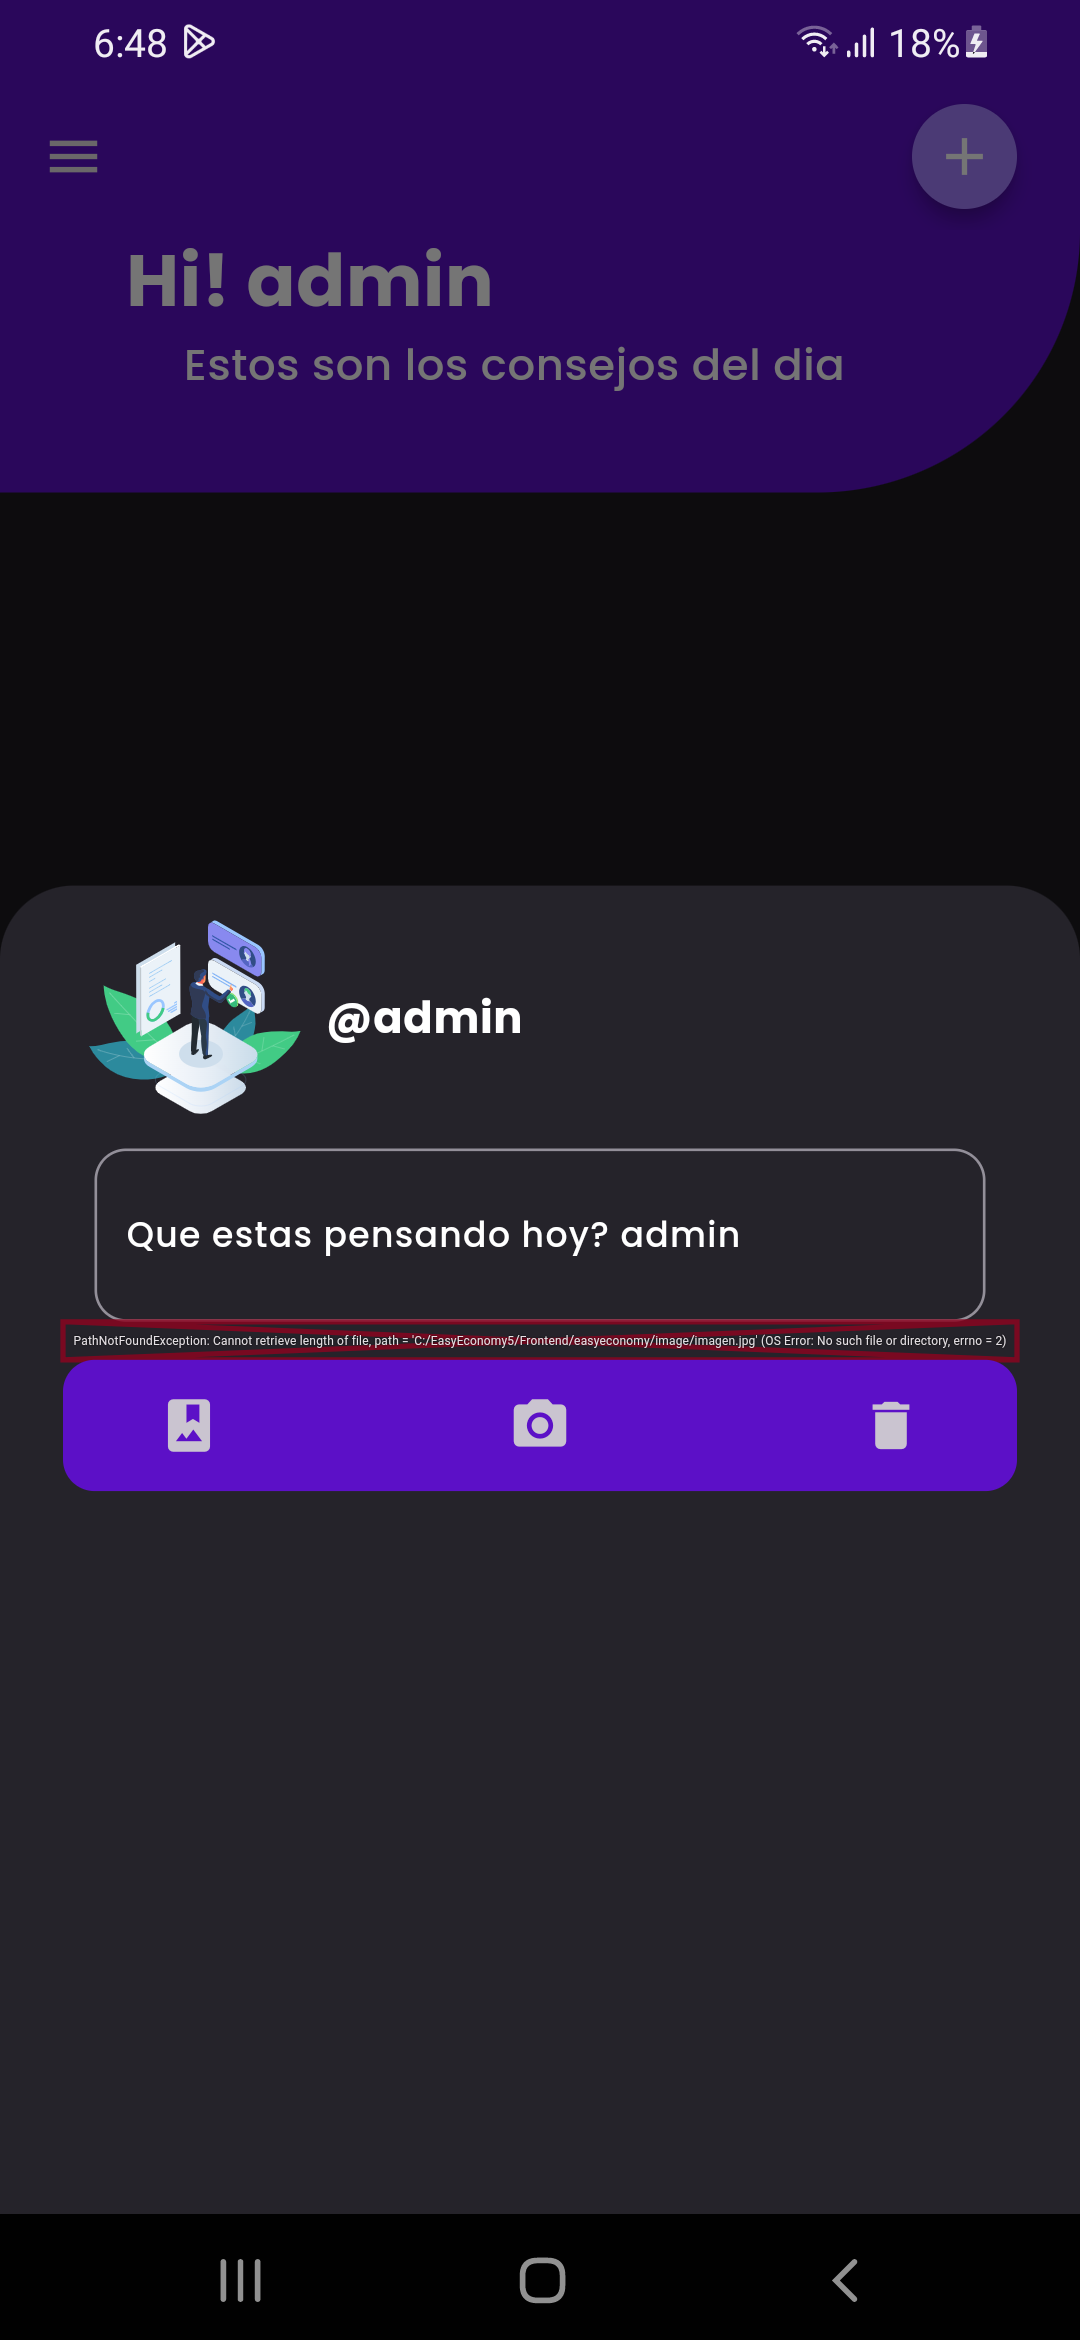 6:48
18%
Hi! admin
Estos son los consejos del dia
@admin
Que estas pensando hoy? admin
PathNotFoundException: Cannot retrieve length of file, path = 'C:/EasyEconomy5/Frontend/easyeconomy/image/imagen.jpg' (OS Error: No such file or directory, errno = 2)